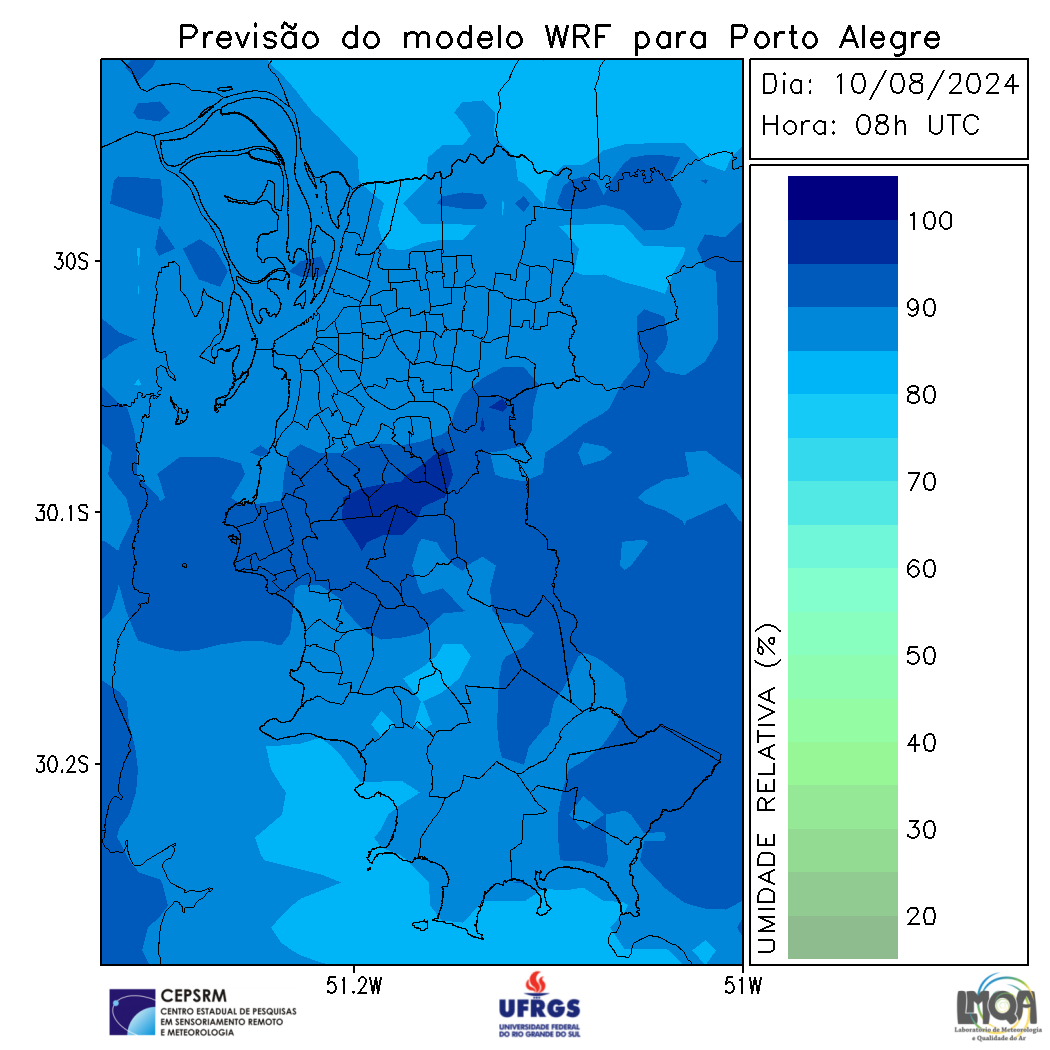 Previsão do modelo WRF para Porto Alegre
Dia: 10/08/2024
Hora: 08h UTC
30S
30.1S
30.2S
51.2W
51W
UMIDADE RELATIVA (%)
100
90
80
70
60
50
40
30
20
CEPSRM
CENTRO ESTADUAL DE PESQUISAS
EM SENSORIAMENTO REMOTO
E METEOROLOGIA
UFRGS
UNIVERSIDADE FEDERAL
DO RIO GRANDE DO SUL
LMQA
Laboratório de Meteorologia
e Qualidade do Ar